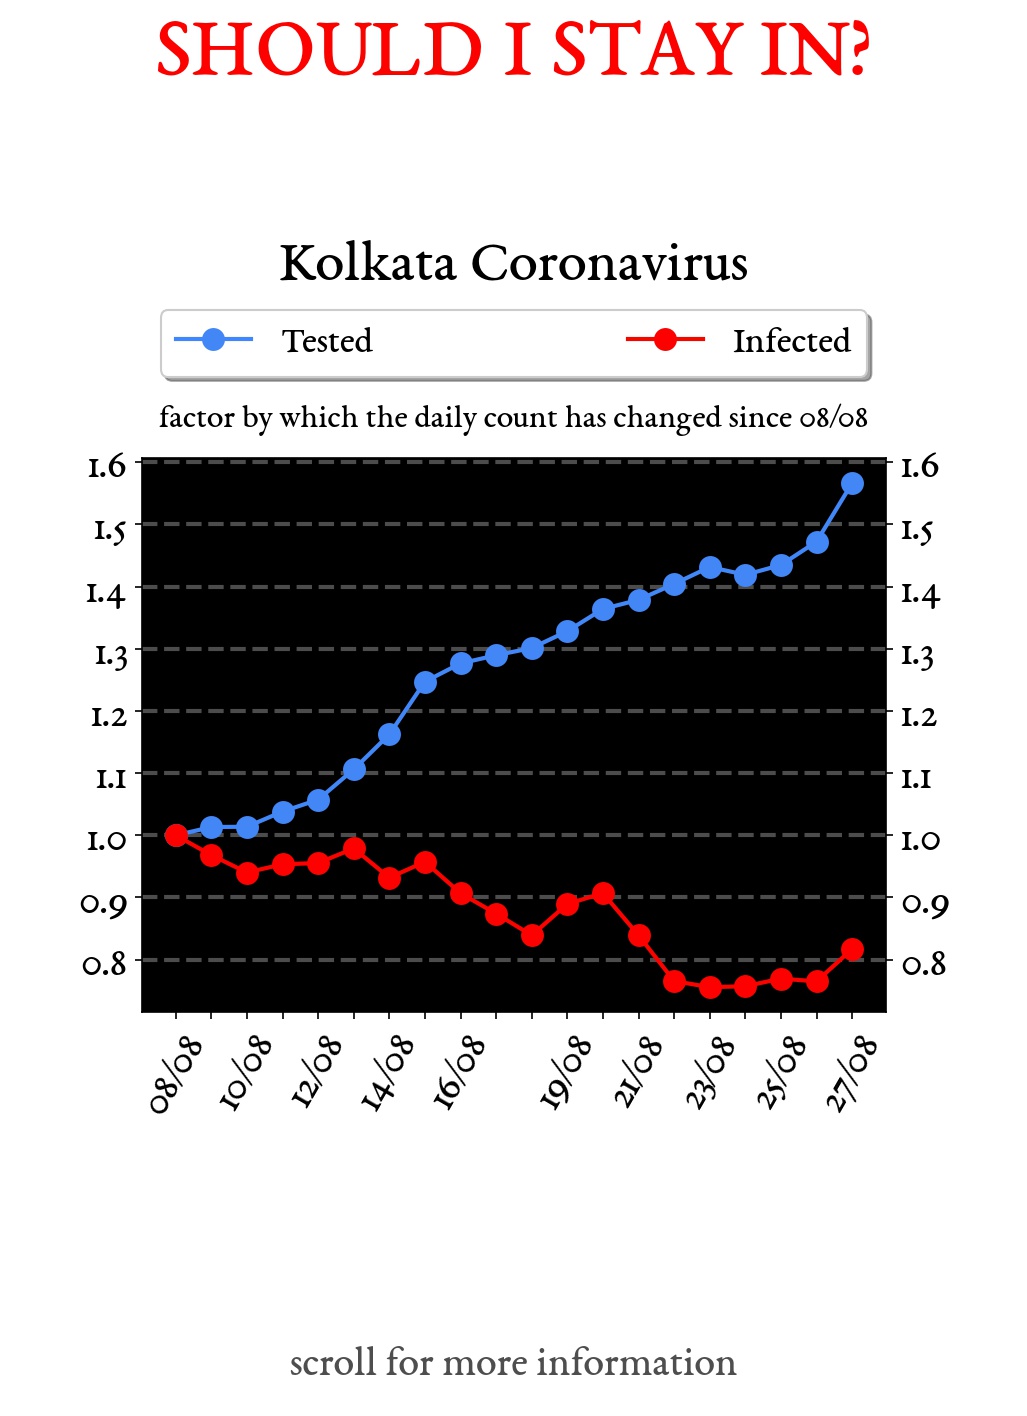 SHOULD I STAY IN?
Kolkata Coronavirus
Tested Infected
factor by which the daily count has changed since 08/08
1.6 1.6
1.5 1.5
1.4 1.4
1.3 1.3
1.2 1.2
1.1 1.1
1.0 1.0
0.9 0.9
0.8 0.8
08/08 10/08 12/08 14/08 16/08 19/08 21/08 23/08 25/08 27/08
scroll for more information